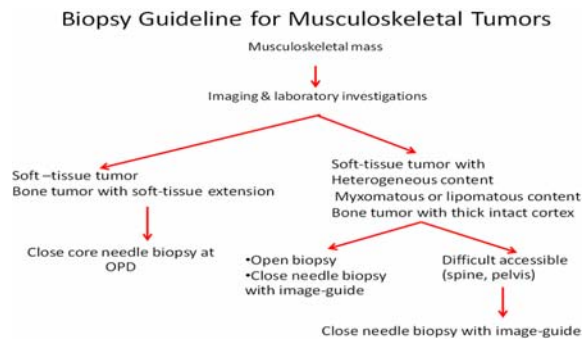 Biopsy Guideline for Musculoskeletal Tumors
Musculoskeletal mass
Imaging & laboratory investigations
Soft –tissue tumor
Bone tumor with soft-tissue extension
Soft-tissue tumor with
Heterogeneous content
Myxomatous or lipomatous content
Bone tumor with thick intact cortex
Close core needle biopsy at
OPD
•Open biopsy
•Close needle biopsy
with image-guide
Difficult accessible
(spine, pelvis)
Close needle biopsy with image-guide